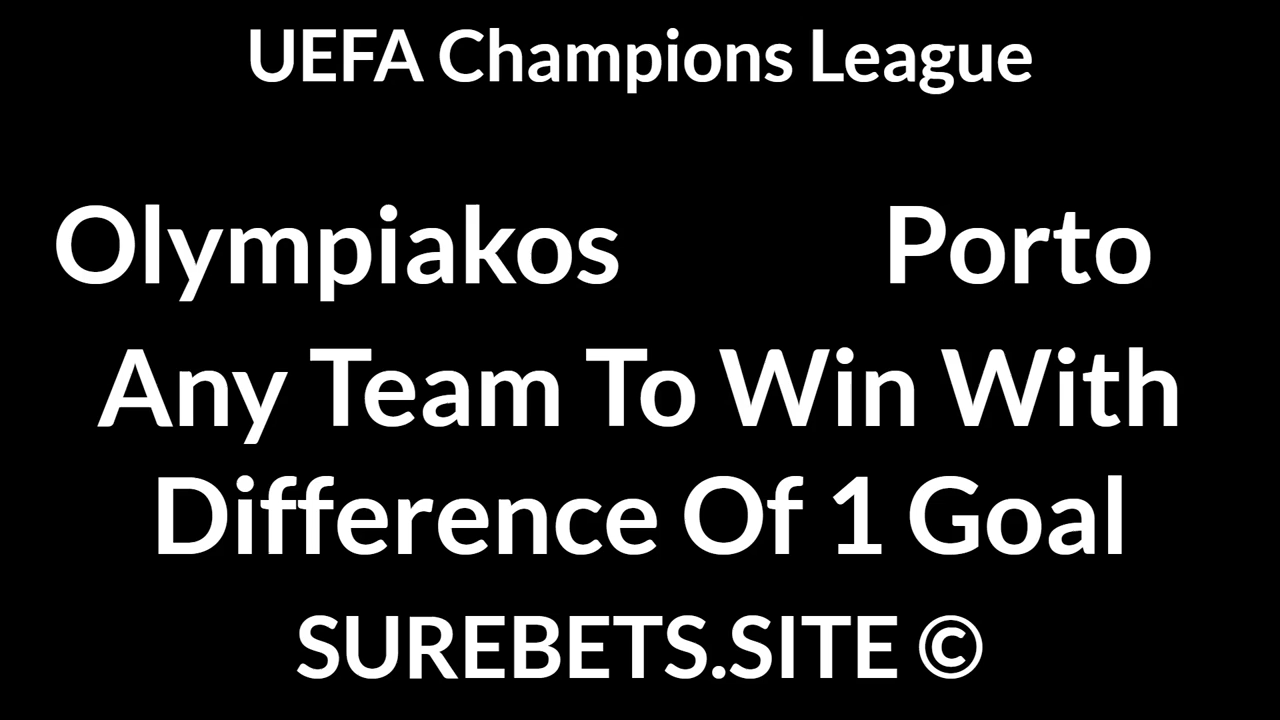 UEFA Champions League
Olympiakos Porto
Any Team To Win With
Difference Of 1 Goal
SUREBETS.SITE ©